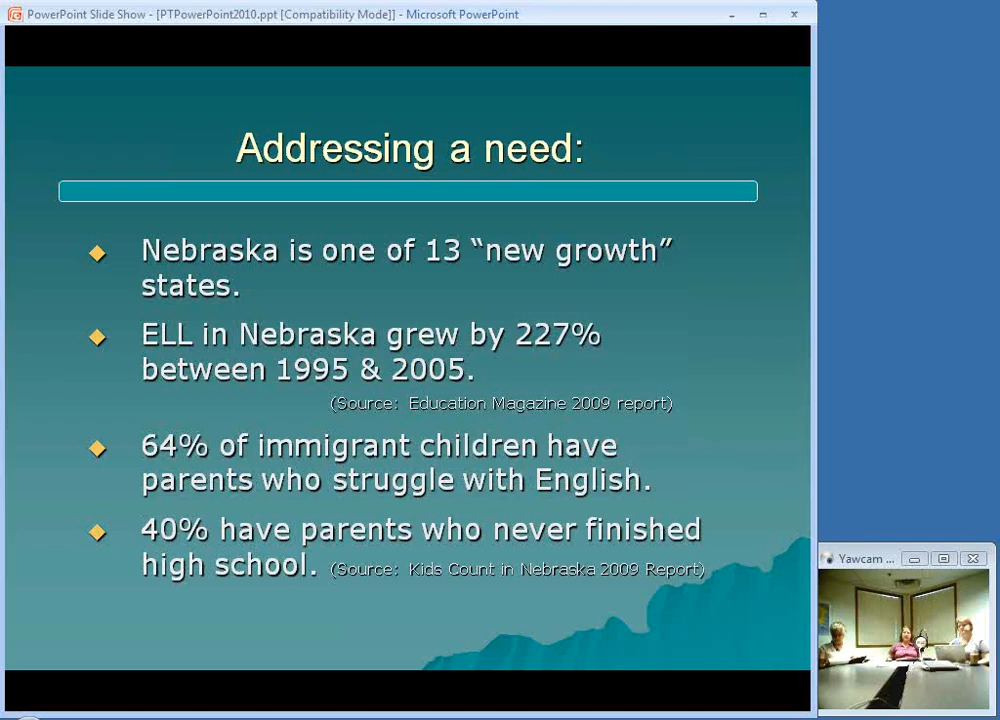 PowerPoint Slide Show - [PTPowerPoint2010.ppt [Compatibility Mode]] - Microsoft PowerPoint
Addressing a need:
Nebraska is one of 13 “new growth”
states.
ELL in Nebraska grew by 227%
between 1995 & 2005.
(Source: Education Magazine 2009 report)
64% of immigrant children have
parents who struggle with English.
40% have parents who never finished
high school. (Source: Kids Count in Nebraska 2009 Report)
Yawcam ...